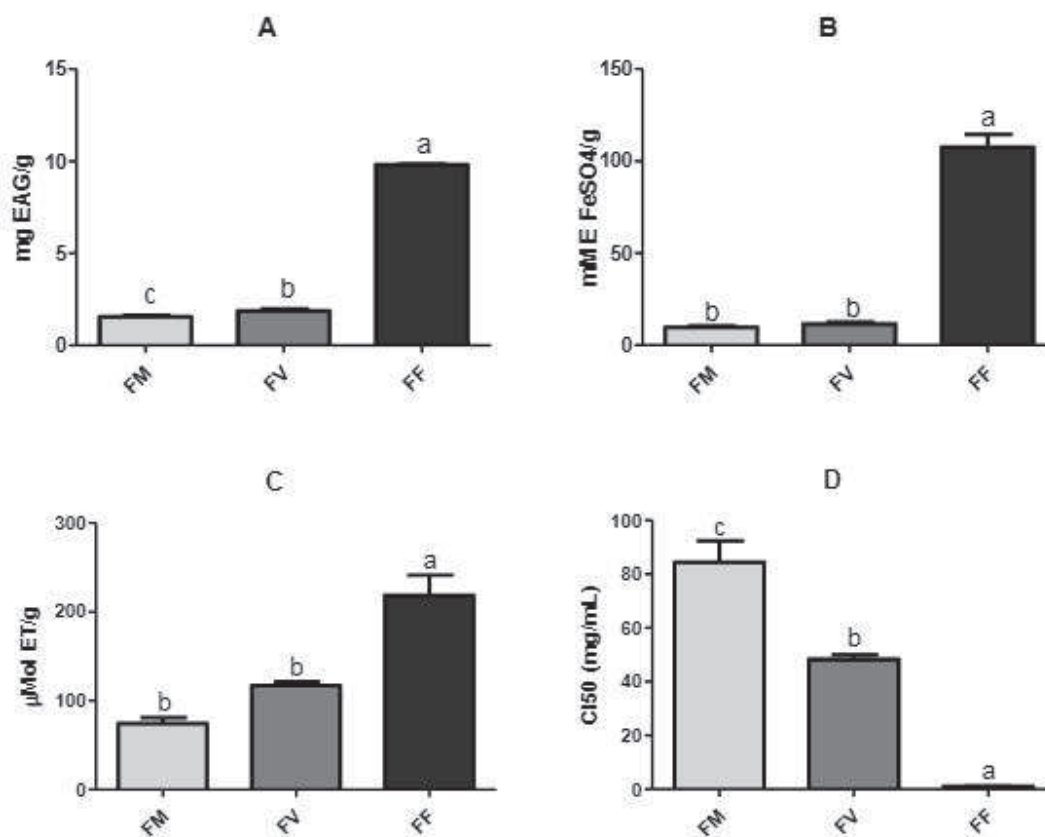 A
mg EAG/g
15
10
5
0
c
b
a
FM
FV
FF
B
mM E FeSO4/g
150
100
50
0
b
b
a
FM
FV
FF
C
µMol ET/g
300
200
100
0
b
b
a
FM
FV
FF
D
CI50 (mg/mL)
100
80
60
40
20
0
c
b
a
FM
FV
FF